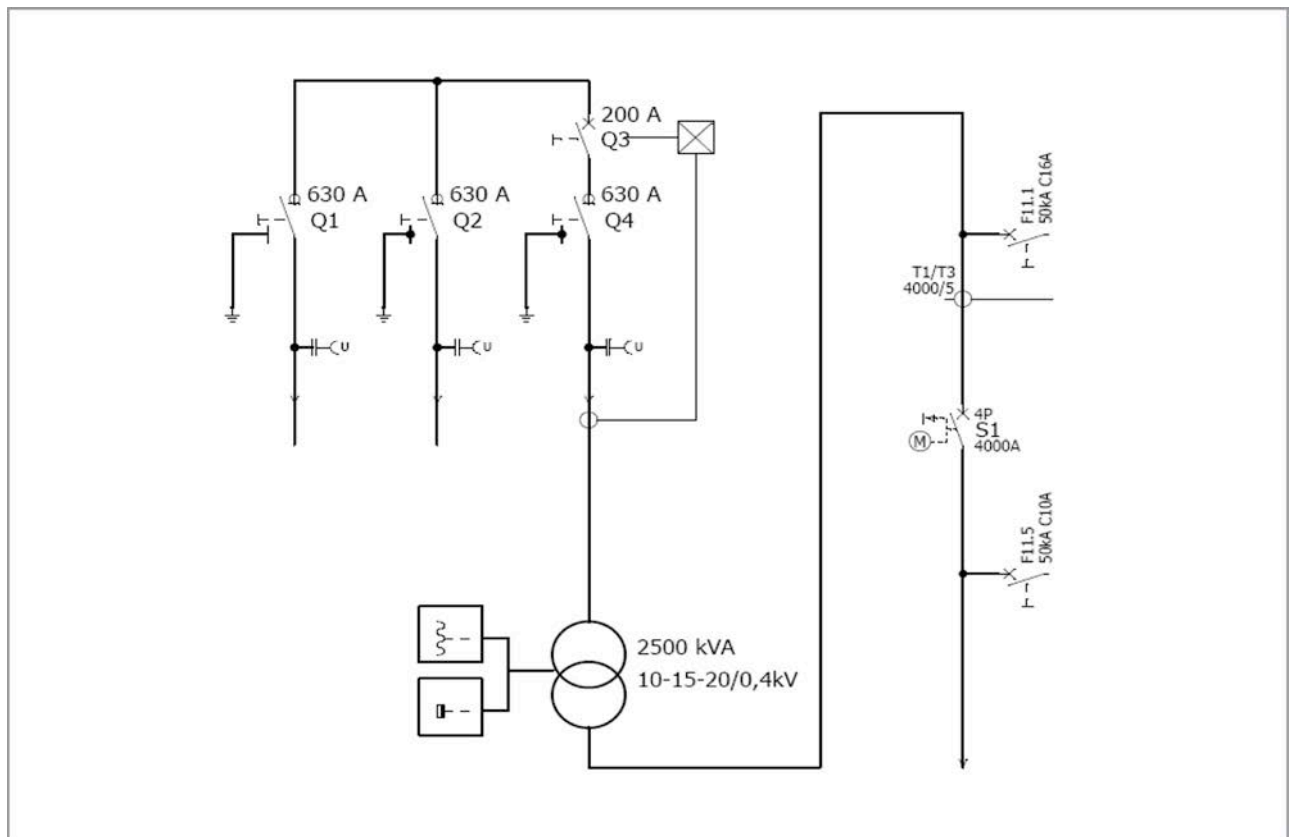 200 A
Q3
630 A
Q1
630 A
Q2
630 A
Q4
U
U
U
F11.1
50kA C16A
T1/T3
4000/5
4P
S1
4000A
M
F11.5
50kA C10A
2500 kVA
10-15-20/0,4kV